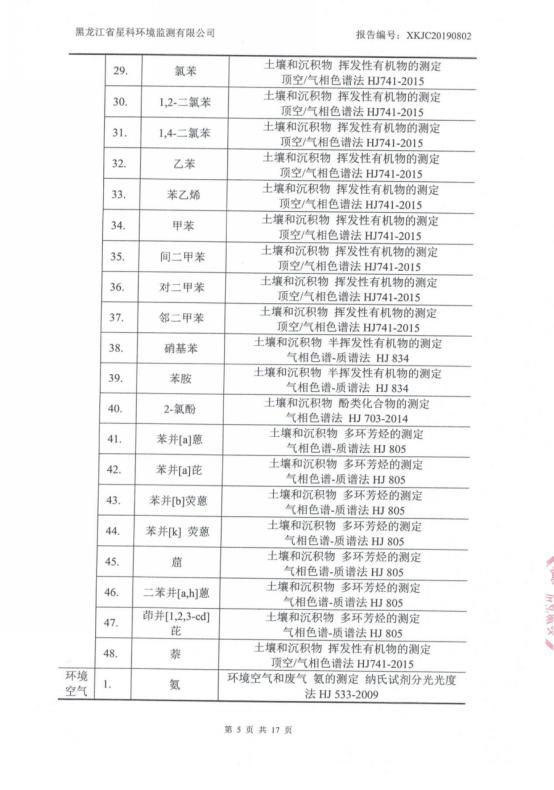 黑龙江省星科环境监测有限公司 报告编号：XKJC20190802
29. 氯苯 土壤和沉积物 挥发性有机物的测定
顶空/气相色谱法 HJ741-2015
30. 1,2-二氯苯 土壤和沉积物 挥发性有机物的测定
顶空/气相色谱法 HJ741-2015
31. 1,4-二氯苯 土壤和沉积物 挥发性有机物的测定
顶空/气相色谱法 HJ741-2015
32. 乙苯 土壤和沉积物 挥发性有机物的测定
顶空/气相色谱法 HJ741-2015
33. 苯乙烯 土壤和沉积物 挥发性有机物的测定
顶空/气相色谱法 HJ741-2015
34. 甲苯 土壤和沉积物 挥发性有机物的测定
顶空/气相色谱法 HJ741-2015
35. 间二甲苯 土壤和沉积物 挥发性有机物的测定
顶空/气相色谱法 HJ741-2015
36. 对二甲苯 土壤和沉积物 挥发性有机物的测定
顶空/气相色谱法 HJ741-2015
37. 邻二甲苯 土壤和沉积物 挥发性有机物的测定
顶空/气相色谱法 HJ741-2015
38. 硝基苯 土壤和沉积物 半挥发性有机物的测定
气相色谱-质谱法 HJ 834
39. 苯胺 土壤和沉积物 半挥发性有机物的测定
气相色谱-质谱法 HJ 834
40. 2-氯酚 土壤和沉积物 酚类化合物的测定
气相色谱法 HJ 703-2014
41. 苯并[a]蒽 土壤和沉积物 多环芳烃的测定
气相色谱-质谱法 HJ 805
42. 苯并[a]芘 土壤和沉积物 多环芳烃的测定
气相色谱-质谱法 HJ 805
43. 苯并[b]荧蒽 土壤和沉积物 多环芳烃的测定
气相色谱-质谱法 HJ 805
44. 苯并[k] 荧蒽 土壤和沉积物 多环芳烃的测定
气相色谱-质谱法 HJ 805
45. 䓛 土壤和沉积物 多环芳烃的测定
气相色谱-质谱法 HJ 805
46. 二苯并[a,h]蒽 土壤和沉积物 多环芳烃的测定
气相色谱-质谱法 HJ 805
47. 茚并[1,2,3-cd] 土壤和沉积物 多环芳烃的测定
芘 气相色谱-质谱法 HJ 805
48. 萘 土壤和沉积物 挥发性有机物的测定
顶空/气相色谱法 HJ741-2015
环境 1. 氨 环境空气和废气 氨的测定 纳氏试剂分光光度
空气 法 HJ 533-2009
第 5 页 共 17 页